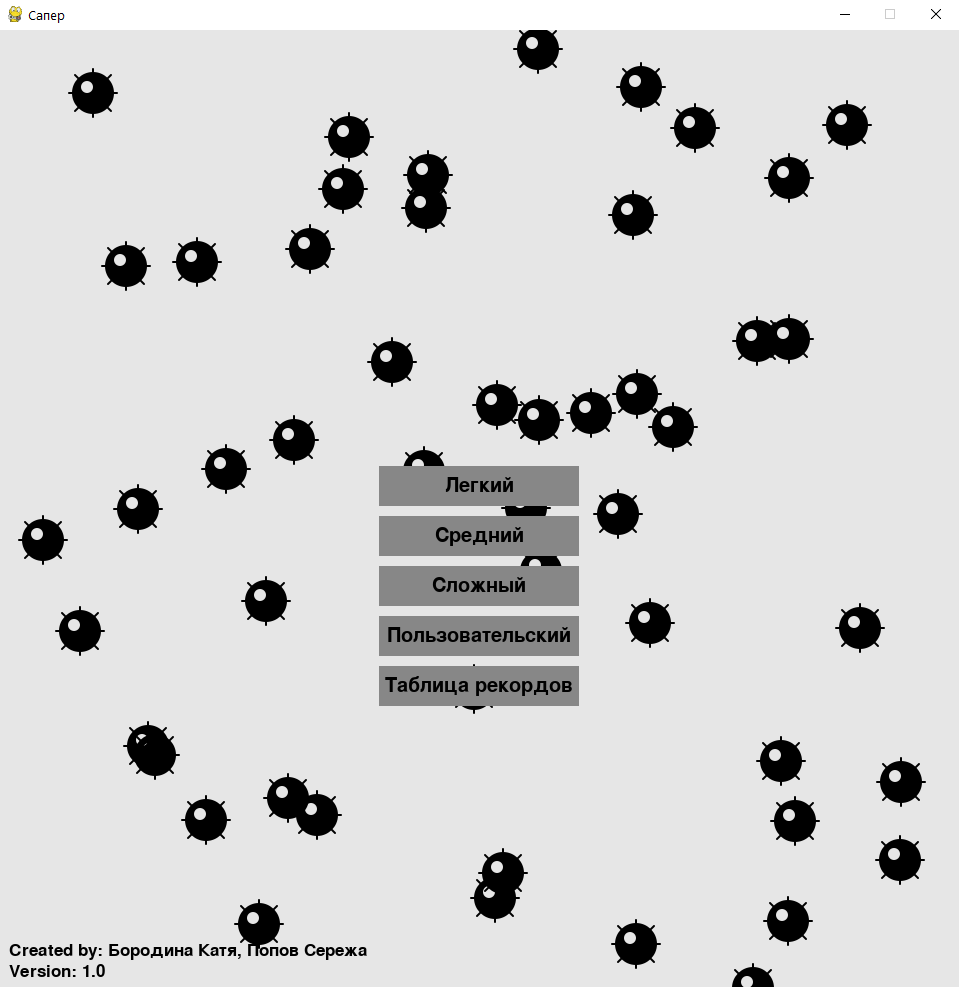 Сапер
Легкий
Средний
Сложный
Пользовательский
Таблица рекордов
Created by: Бородина Катя, Попов Сережа
Version: 1.0